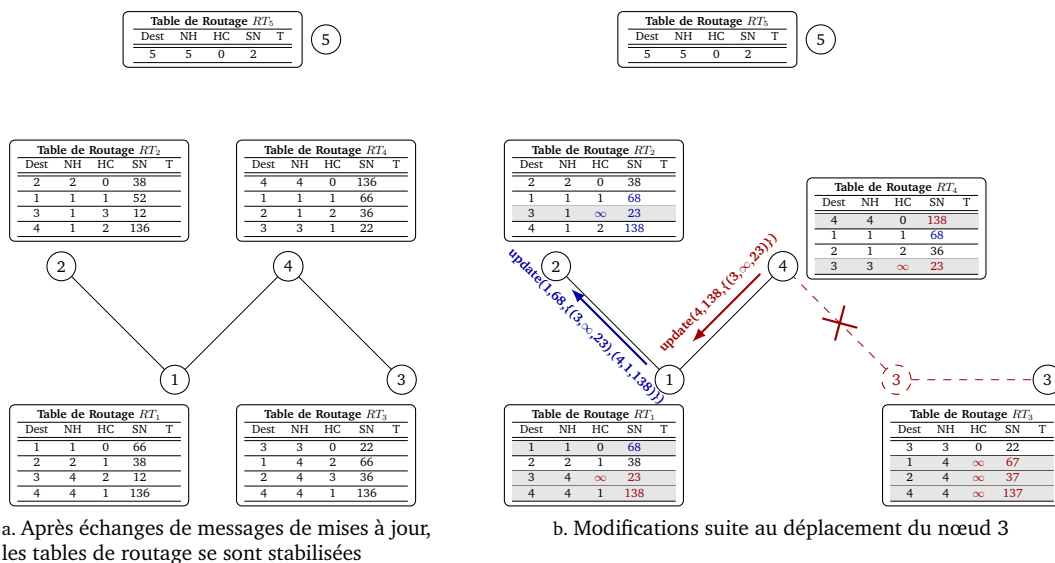 Table de Routage RT₅
Dest NH HC SN T
5 5 0 2
5
Table de Routage RT₂
Dest NH HC SN T
2 2 0 38
1 1 1 52
3 1 3 12
4 1 2 136
Table de Routage RT₄
Dest NH HC SN T
4 4 0 136
1 1 1 66
2 1 2 36
3 3 1 22
2
4
1
3
Table de Routage RT₁
Dest NH HC SN T
1 1 0 66
2 2 1 38
3 4 2 12
4 4 1 136
Table de Routage RT₃
Dest NH HC SN T
3 3 0 22
1 4 2 66
2 4 3 36
4 4 1 136
a. Après échanges de messages de mises à jour,
les tables de routage se sont stabilisées
Table de Routage RT₅
Dest NH HC SN T
5 5 0 2
5
Table de Routage RT₂
Dest NH HC SN T
2 2 0 38
1 1 1 68
3 1 ∞ 23
4 1 2 138
Table de Routage RT₄
Dest NH HC SN T
4 4 0 138
1 1 1 68
2 1 2 36
3 3 ∞ 23
2
4
update(1,68,{(3,∞,23),(4,1,138)})
update(4,138,{(3,∞,23)})
1
3
3
Table de Routage RT₁
Dest NH HC SN T
1 1 0 68
2 2 1 38
3 4 ∞ 23
4 4 1 138
Table de Routage RT₃
Dest NH HC SN T
3 3 0 22
1 4 ∞ 67
2 4 ∞ 37
4 4 ∞ 137
b. Modifications suite au déplacement du nœud 3